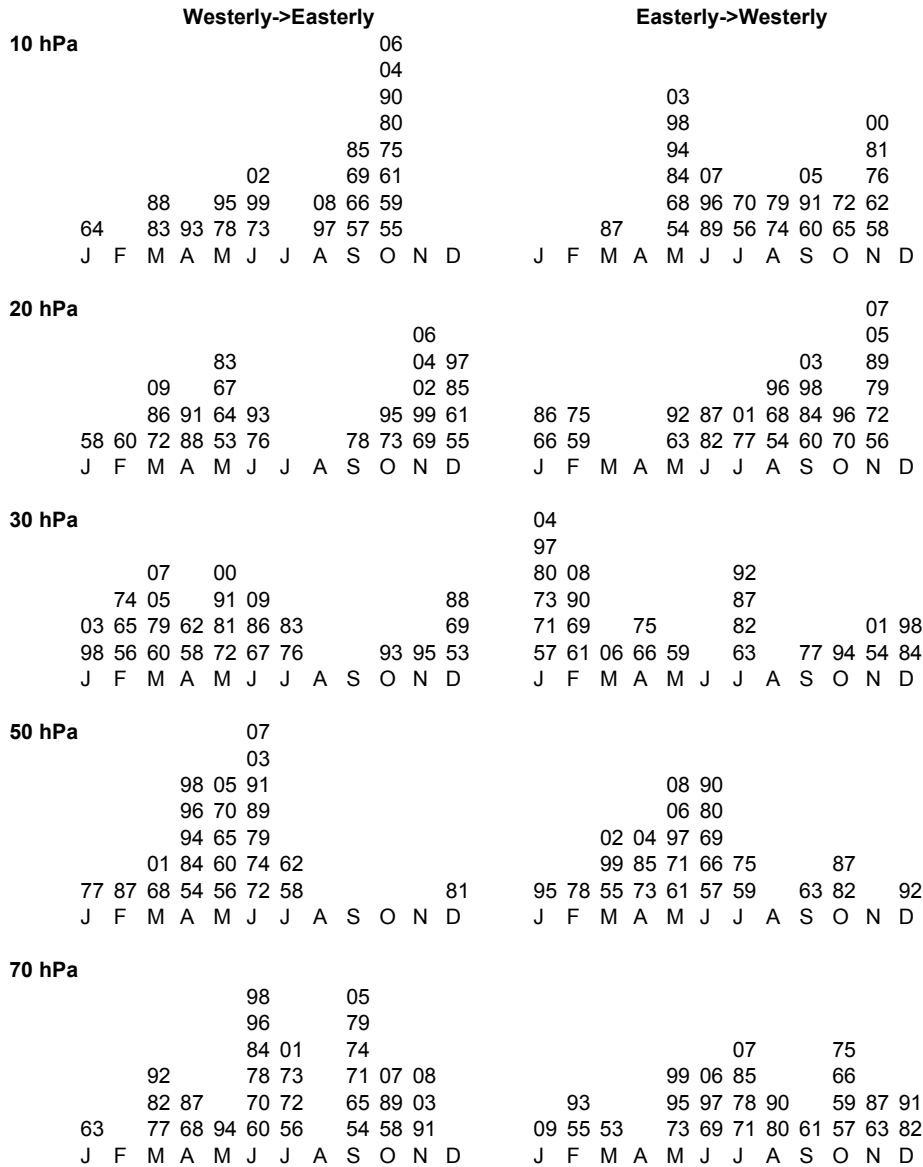 Westerly->Easterly Easterly->Westerly
10 hPa 06
04
90 03
80 98 00
85 75 94 81
02 69 61 84 07 05 76
88 95 99 08 66 59 68 96 70 79 91 72 62
64 83 93 78 73 97 57 55 87 54 89 56 74 60 65 58
J F M A M J J A S O N D J F M A M J J A S O N D
20 hPa 07
06 05
83 04 97 03 89
09 67 02 85 96 98 79
86 91 64 93 95 99 61 86 75 92 87 01 68 84 96 72
58 60 72 88 53 76 78 73 69 55 66 59 63 82 77 54 60 70 56
J F M A M J J A S O N D J F M A M J J A S O N D
30 hPa 04
97
07 00 80 08 92
74 05 91 09 88 73 90 87
03 65 79 62 81 86 83 69 71 69 75 82 01 98
98 56 60 58 72 67 76 93 95 53 57 61 06 66 59 63 77 94 54 84
J F M A M J J A S O N D J F M A M J J A S O N D
50 hPa 07
03
98 05 91 08 90
96 70 89 06 80
94 65 79 02 04 97 69
01 84 60 74 62 99 85 71 66 75 87
77 87 68 54 56 72 58 81 95 78 55 73 61 57 59 63 82 92
J F M A M J J A S O N D J F M A M J J A S O N D
70 hPa
98 05
96 79
84 01 74 07 75
92 78 73 71 07 08 99 06 85 66
82 87 70 72 65 89 03 93 95 97 78 90 59 87 91
63 77 68 94 60 56 54 58 91 09 55 53 73 69 71 80 61 57 63 82
J F M A M J J A S O N D J F M A M J J A S O N D